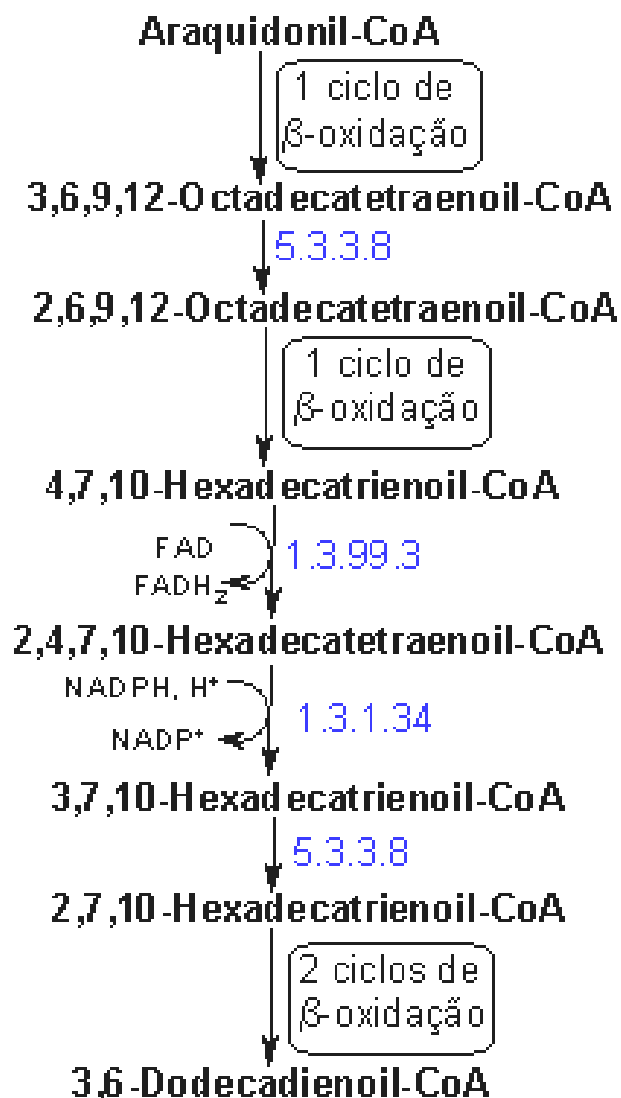 Araquidonil-CoA
1 ciclo de
β-oxidação
3,6,9,12-Octadecatetraenoil-CoA
5.3.3.8
2,6,9,12-Octadecatetraenoil-CoA
1 ciclo de
β-oxidação
4,7,10-Hexadecatrienoil-CoA
FAD
FADH₂
1.3.99.3
2,4,7,10-Hexadecatetraenoil-CoA
NADPH, H⁺
NADP⁺
1.3.1.34
3,7,10-Hexadecatrienoil-CoA
5.3.3.8
2,7,10-Hexadecatrienoil-CoA
2 ciclos de
β-oxidação
3,6-Dodecadienoil-CoA